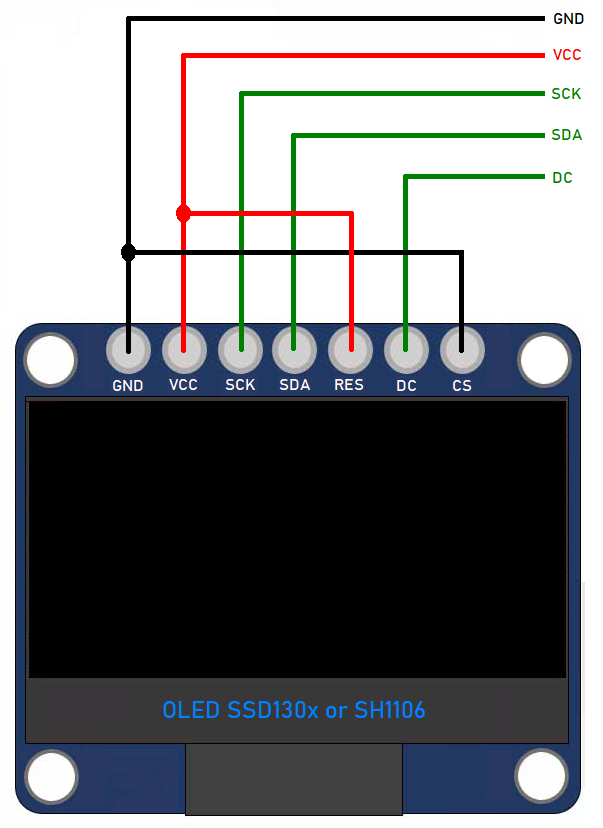 GND
VCC
SCK
SDA
DC
GND VCC SCK SDA RES DC CS
OLED SSD130x or SH1106